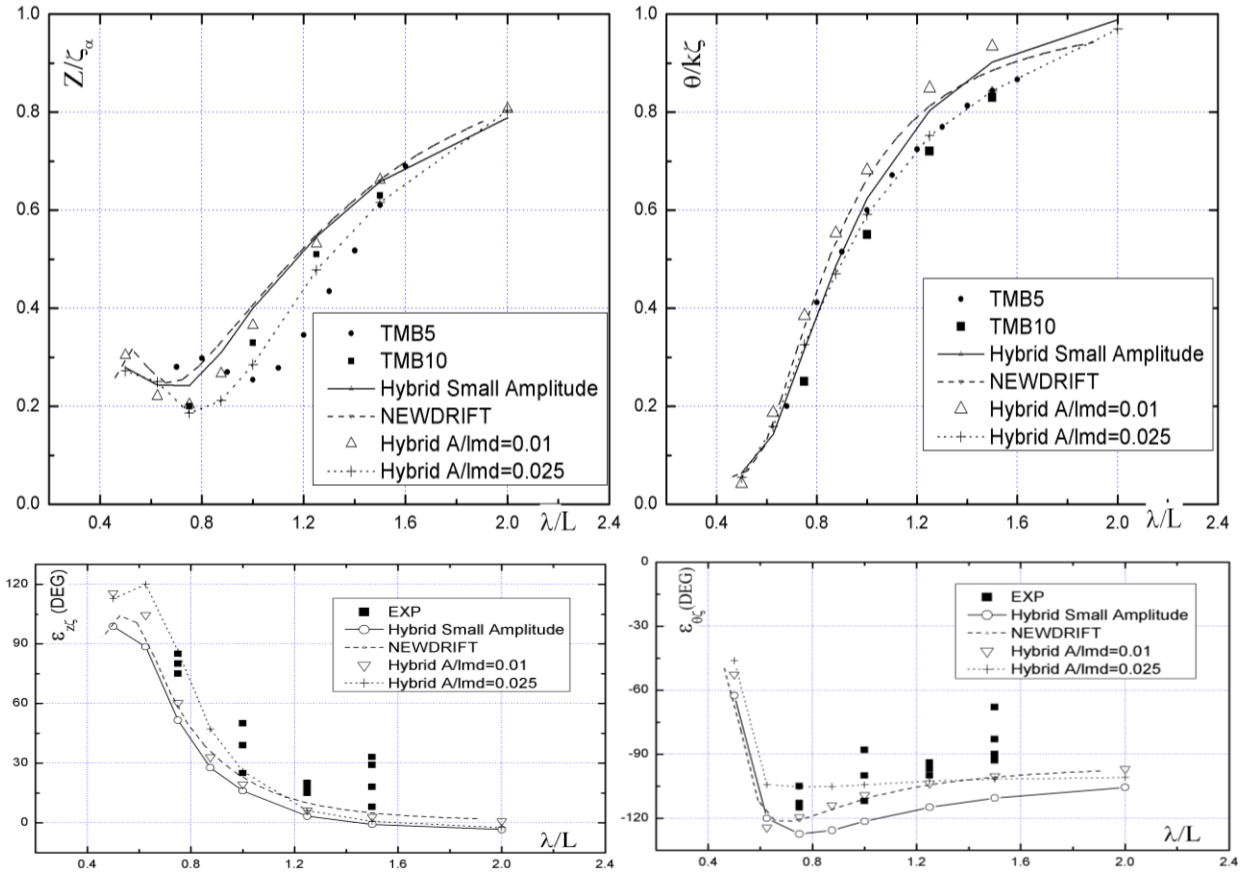 1.0
0.8
0.6
0.4
0.2
0.0
Z/ζα
TMB5
TMB10
Hybrid Small Amplitude
NEWDRIFT
Hybrid A/lmd=0.01
Hybrid A/lmd=0.025
0.4 0.8 1.2 1.6 2.0 2.4
λ/L
1.0
0.8
0.6
0.4
0.2
0.0
θ/kζ
TMB5
TMB10
Hybrid Small Amplitude
NEWDRIFT
Hybrid A/lmd=0.01
Hybrid A/lmd=0.025
0.4 0.8 1.2 1.6 2.0 2.4
λ/L
120
90
60
30
0
εzζ (DEG)
EXP
Hybrid Small Amplitude
NEWDRIFT
Hybrid A/lmd=0.01
Hybrid A/lmd=0.025
λ/L
0.4 0.8 1.2 1.6 2.0 2.4
0
-30
-60
-90
-120
εθζ (DEG)
EXP
Hybrid Small Amplitude
NEWDRIFT
Hybrid A/lmd=0.01
Hybrid A/lmd=0.025
λ/L
0.4 0.8 1.2 1.6 2.0 2.4